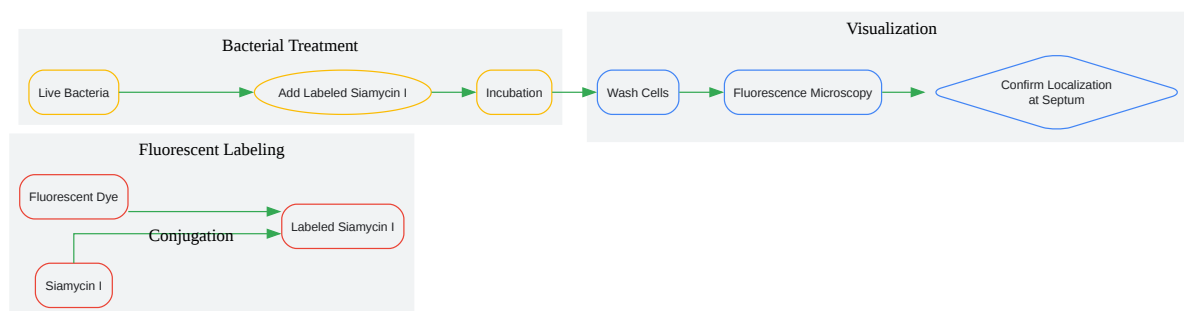 Bacterial Treatment
Live Bacteria
Add Labeled Siamycin I
Incubation
Visualization
Wash Cells
Fluorescence Microscopy
Confirm Localization
at Septum
Fluorescent Labeling
Fluorescent Dye
Conjugation
Labeled Siamycin I
Siamycin I